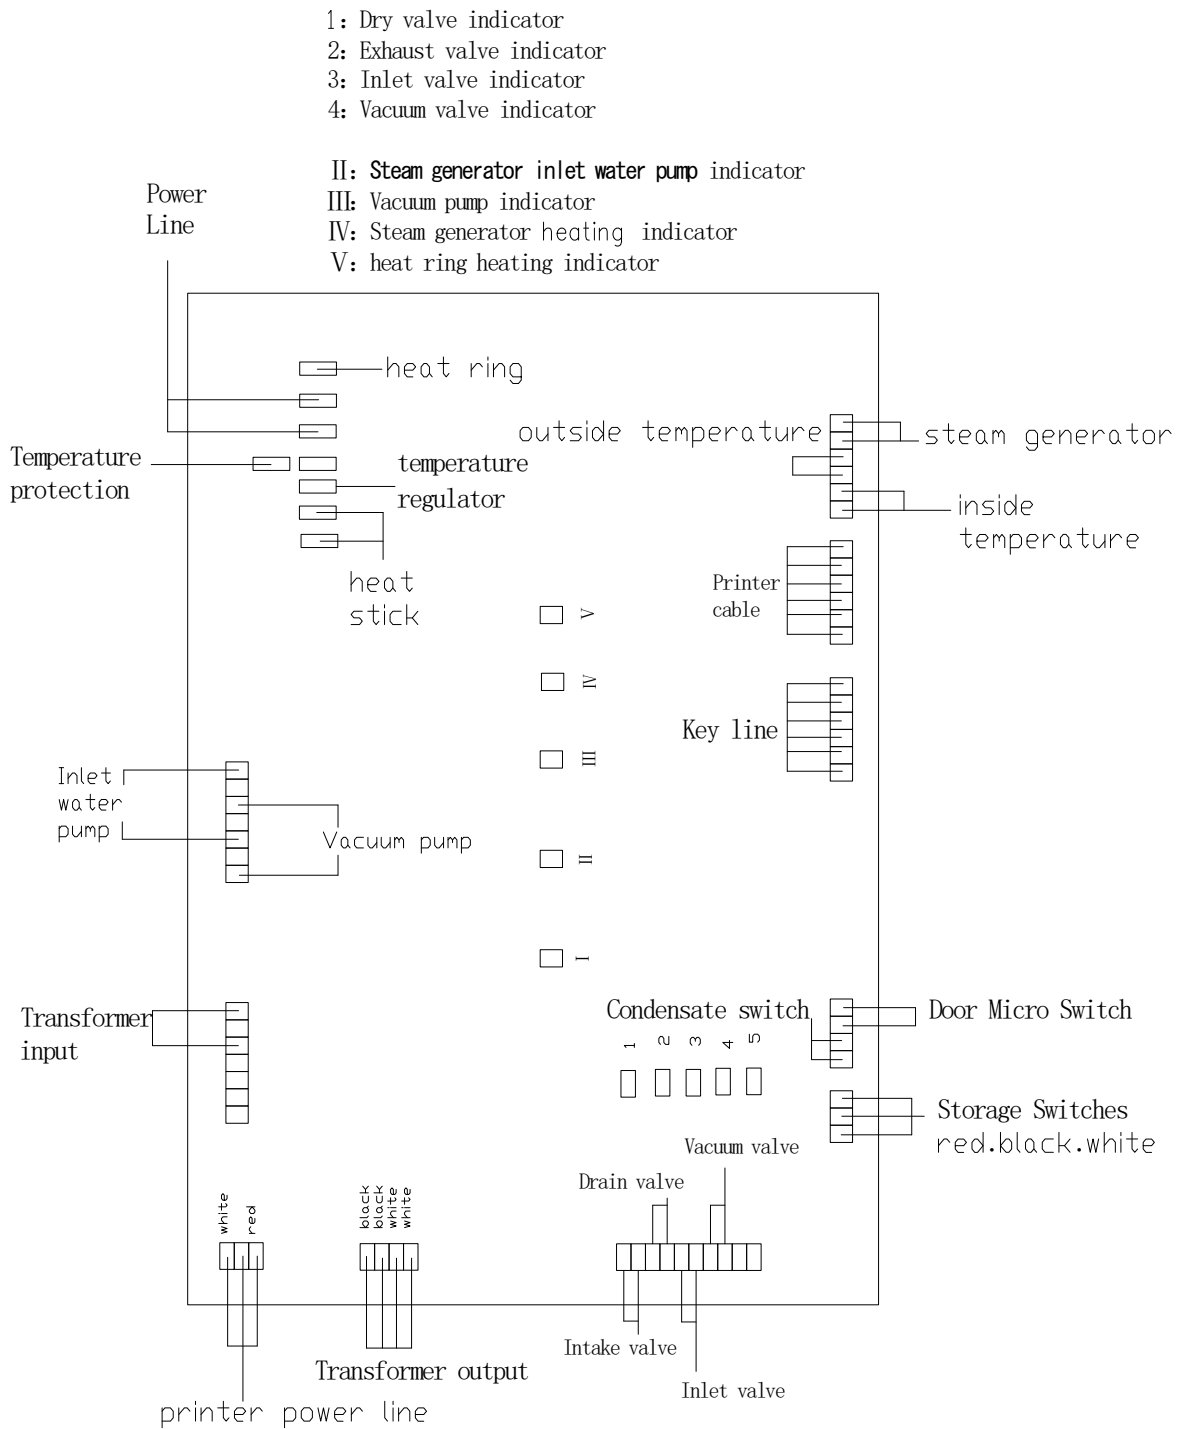 1: Dry valve indicator
2: Exhaust valve indicator
3: Inlet valve indicator
4: Vacuum valve indicator
II: Steam generator inlet water pump indicator
III: Vacuum pump indicator
IV: Steam generator heating indicator
V: heat ring heating indicator
Power
Line
heat ring
outside temperature
steam generator
Temperature
protection
temperature
regulator
inside
temperature
heat
stick
Printer
cable
V
IV
Key line
III
Inlet
water
pump
Vacuum pump
II
I
Transformer
input
Condensate switch
Door Micro Switch
1 2 3 4 5
Storage Switches
red.black.white
Vacuum valve
Drain valve
white
red
black
black
white
white
Intake valve
Transformer output
Inlet valve
printer power line